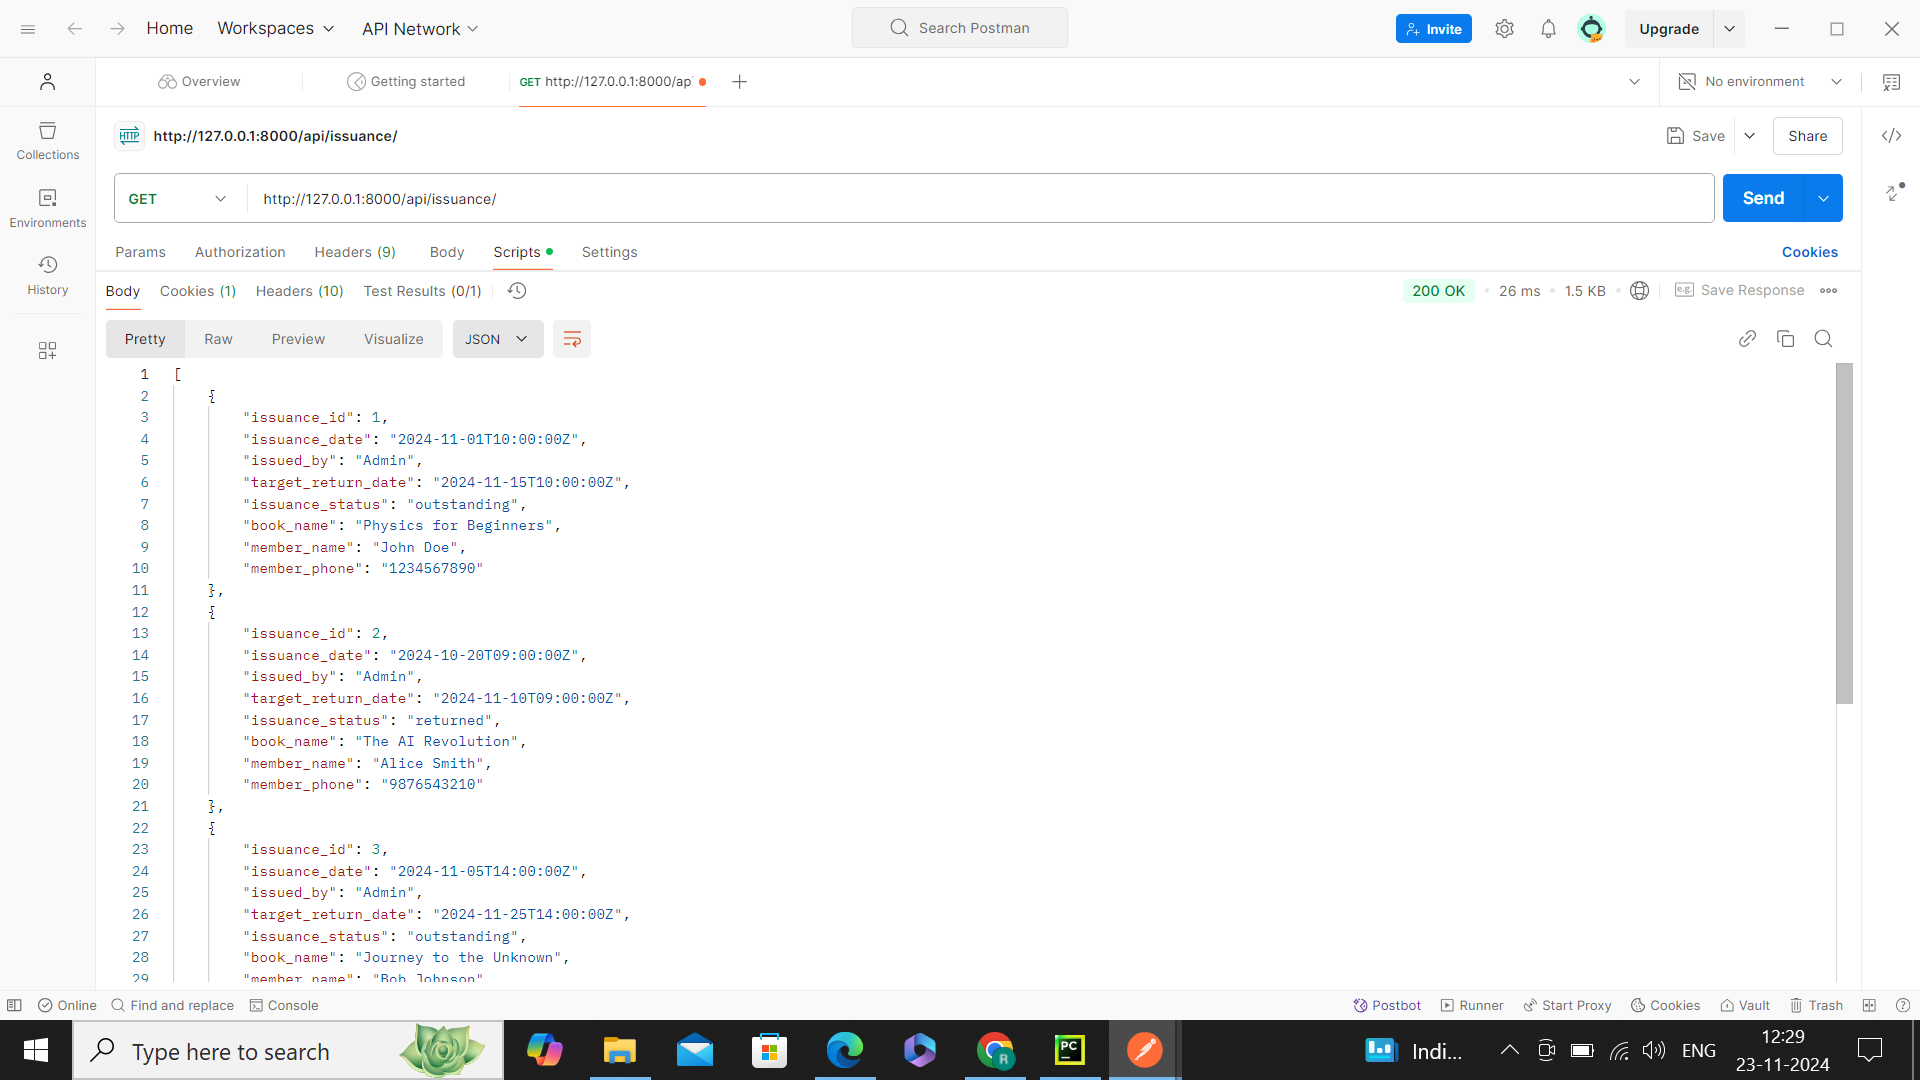 Home Workspaces API Network Search Postman Invite Upgrade
Overview Getting started GET http://127.0.0.1:8000/ap No environment
HTTP http://127.0.0.1:8000/api/issuance/ Save Share
Collections
Environments
History
GET http://127.0.0.1:8000/api/issuance/ Send
Params Authorization Headers (9) Body Scripts Settings Cookies
Body Cookies (1) Headers (10) Test Results (0/1) 200 OK 26 ms 1.5 KB e.g. Save Response
Pretty Raw Preview Visualize JSON
1 [
2 {
3 "issuance_id": 1,
4 "issuance_date": "2024-11-01T10:00:00Z",
5 "issued_by": "Admin",
6 "target_return_date": "2024-11-15T10:00:00Z",
7 "issuance_status": "outstanding",
8 "book_name": "Physics for Beginners",
9 "member_name": "John Doe",
10 "member_phone": "1234567890"
11 },
12 {
13 "issuance_id": 2,
14 "issuance_date": "2024-10-20T09:00:00Z",
15 "issued_by": "Admin",
16 "target_return_date": "2024-11-10T09:00:00Z",
17 "issuance_status": "returned",
18 "book_name": "The AI Revolution",
19 "member_name": "Alice Smith",
20 "member_phone": "9876543210"
21 },
22 {
23 "issuance_id": 3,
24 "issuance_date": "2024-11-05T14:00:00Z",
25 "issued_by": "Admin",
26 "target_return_date": "2024-11-25T14:00:00Z",
27 "issuance_status": "outstanding",
28 "book_name": "Journey to the Unknown",
29 "member_name": "Bob Johnson"
Online Find and replace Console Postbot Runner Start Proxy Cookies Vault Trash
Type here to search PC R Indi... ENG 12:29
23-11-2024